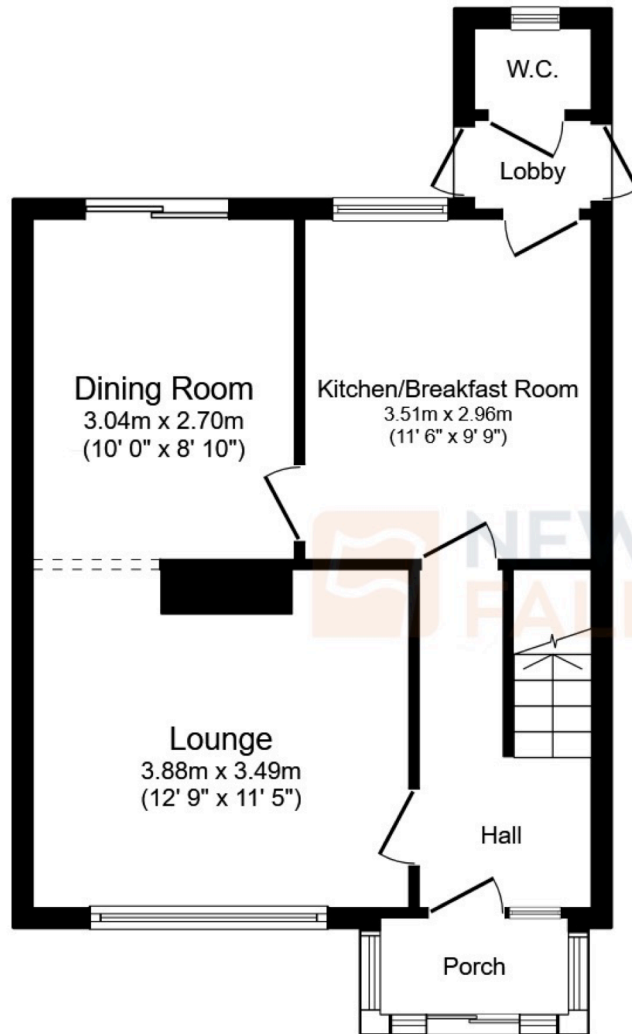 W.C.
Lobby
Dining Room
3.04m x 2.70m
(10' 0" x 8' 10")
Kitchen/Breakfast Room
3.51m x 2.96m
(11' 6" x 9' 9")
Lounge
3.88m x 3.49m
(12' 9" x 11' 5")
Hall
Porch